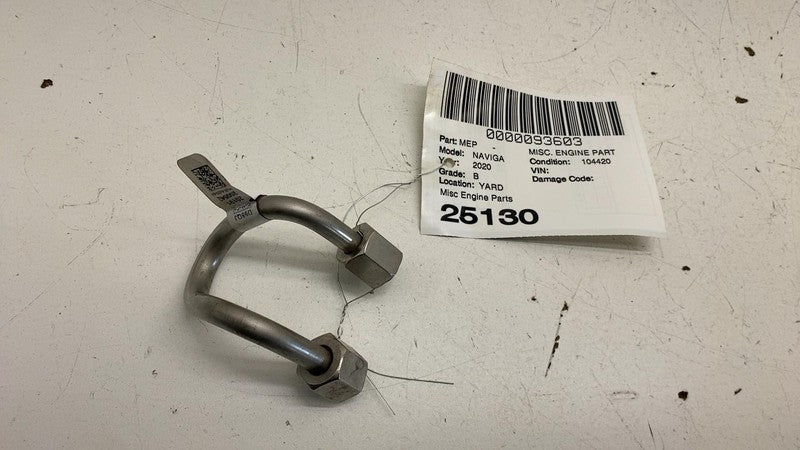 0000093603
Part: MEP MISC. ENGINE PART
Model: NAVIGA Condition: 104420
Year: 2020 VIN:
Grade: B Damage Code:
Location: YARD
Misc Engine Parts
25130